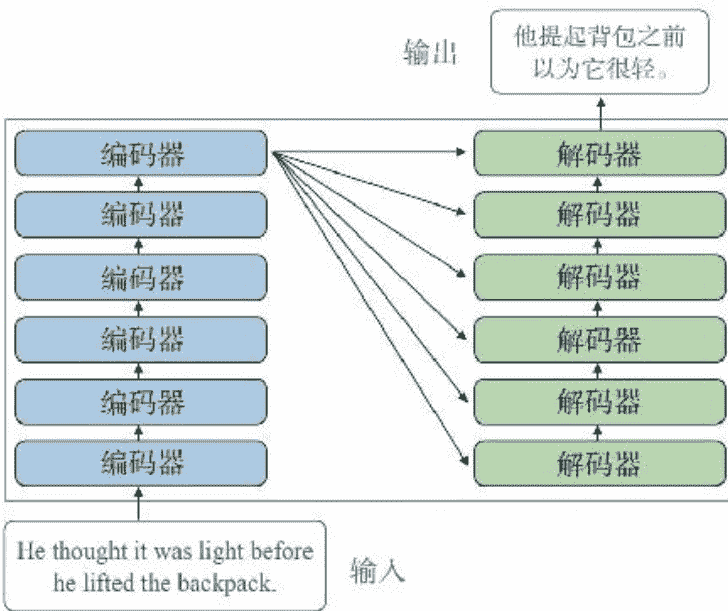 输出
他提起背包之前
以为它很轻。
编码器
解码器
编码器
解码器
编码器
解码器
编码器
解码器
编码器
解码器
编码器
解码器
He thought it was light before
he lifted the backpack.
输入